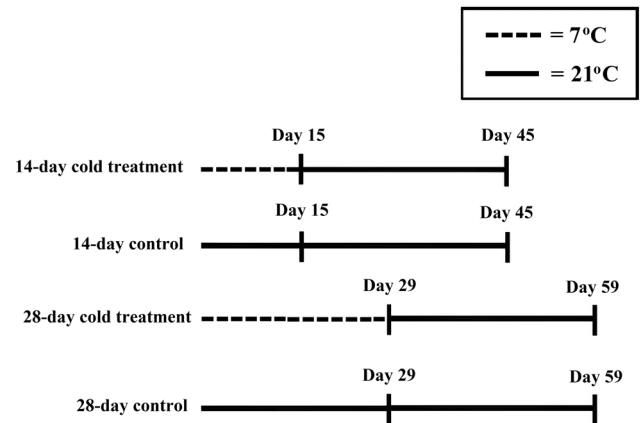 = 7°C
= 21°C
Day 15 Day 45
14-day cold treatment
Day 15 Day 45
14-day control
Day 29 Day 59
28-day cold treatment
Day 29 Day 59
28-day control